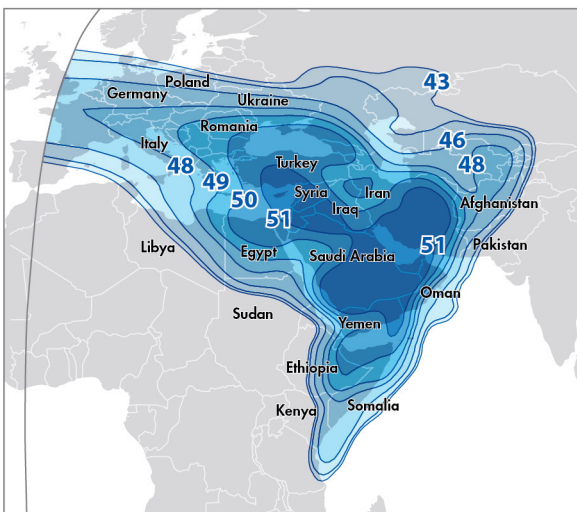 43
Poland
Germany
Ukraine
Romania
46
Italy
48
Turkey
48
49
Syria
Iran
50
Iraq
Afghanistan
51
Libya
Egypt
Saudi Arabia
51
Pakistan
Oman
Sudan
Yemen
Ethiopia
Kenya
Somalia